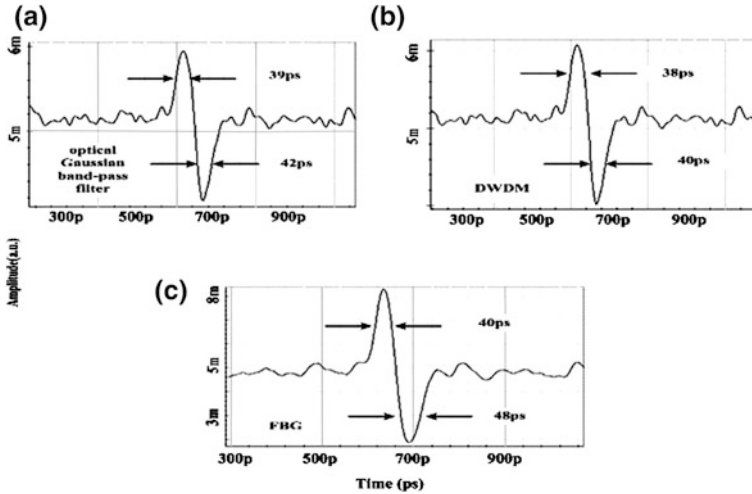 (a)
6m
39ps
5m
optical
Gaussian
band-pass
filter
42ps
300p 500p 700p 900p
(b)
6m
38ps
5m
40ps
DWDM
300p 500p 700p 900p
Amplitude(a.u.)
(c)
8m
40ps
5m
3m
48ps
FBG
300p 500p 700p 900p
Time (ps)